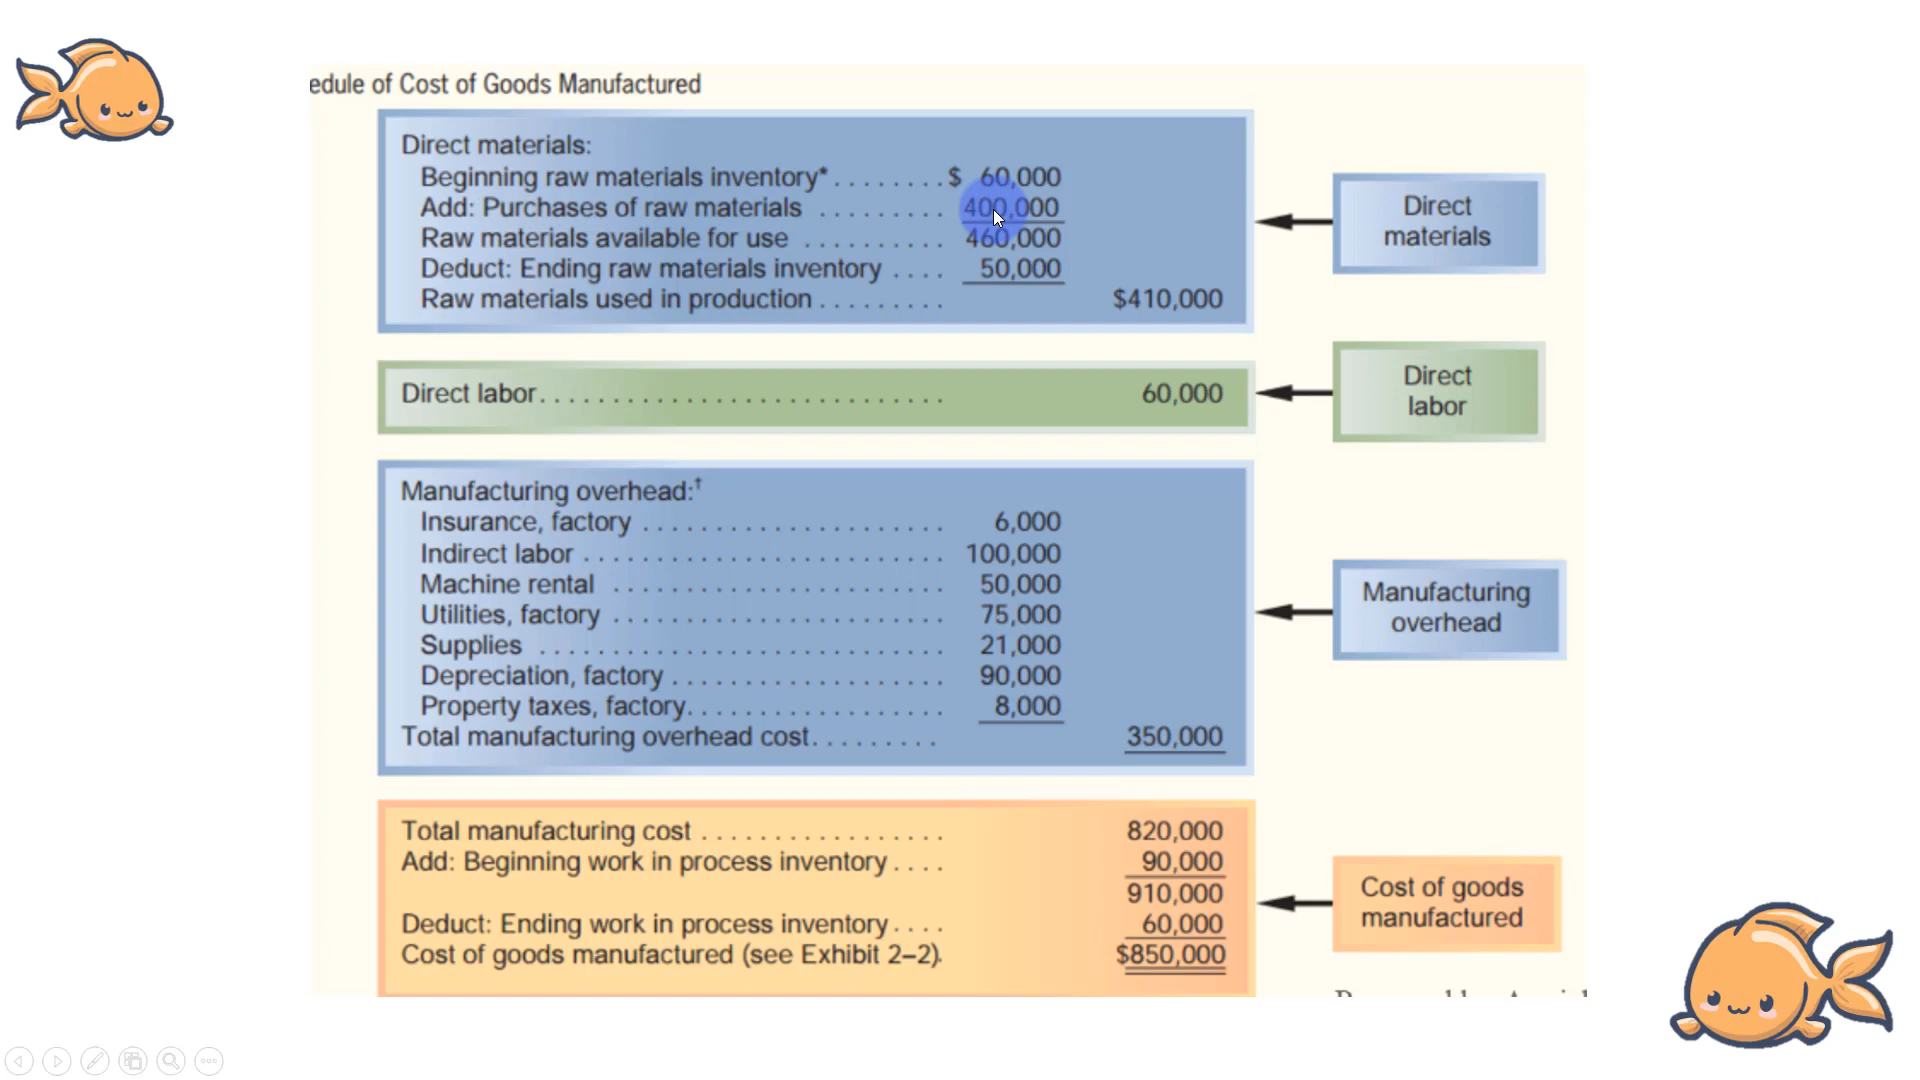 edule of Cost of Goods Manufactured
Direct materials:
Beginning raw materials inventory* ........ $ 60,000
Add: Purchases of raw materials ......... 400,000
Raw materials available for use .......... 460,000
Deduct: Ending raw materials inventory .... 50,000
Raw materials used in production ......... $410,000
Direct materials
Direct labor............................ 60,000
Direct labor
Manufacturing overhead:†
Insurance, factory ..................... 6,000
Indirect labor ......................... 100,000
Machine rental ....................... 50,000
Utilities, factory ....................... 75,000
Supplies ............................ 21,000
Depreciation, factory ................... 90,000
Property taxes, factory.................. 8,000
Total manufacturing overhead cost......... 350,000
Manufacturing
overhead
Total manufacturing cost ................. 820,000
Add: Beginning work in process inventory .... 90,000
910,000
Deduct: Ending work in process inventory .... 60,000
Cost of goods manufactured (see Exhibit 2–2). $850,000
Cost of goods
manufactured